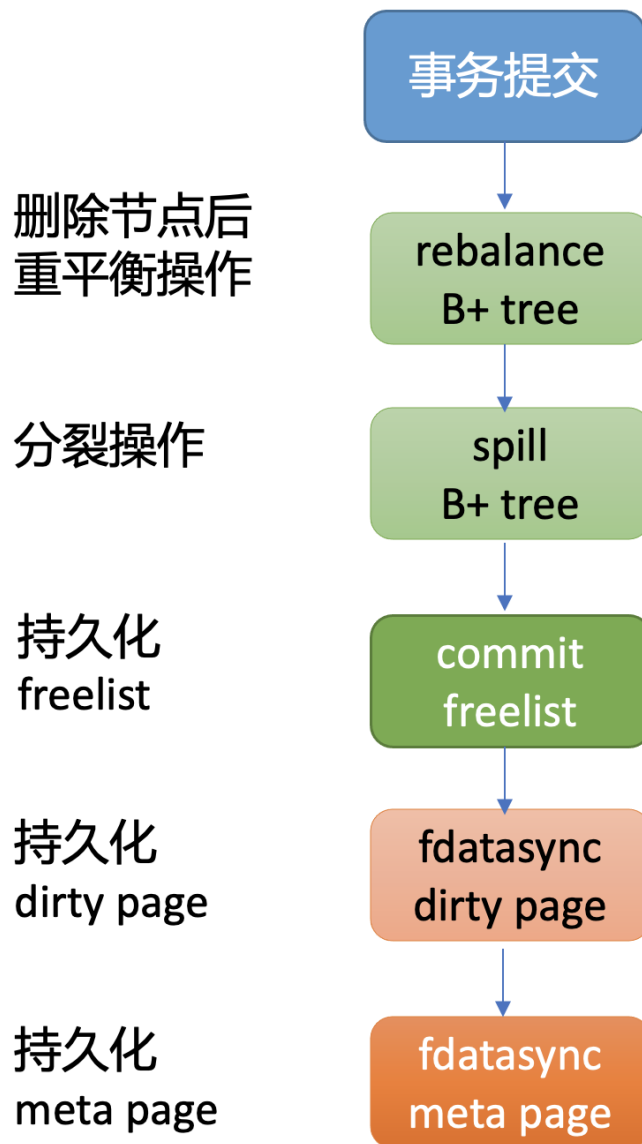 事务提交
删除节点后
重平衡操作
rebalance
B+ tree
分裂操作
spill
B+ tree
持久化
freelist
commit
freelist
持久化
dirty page
fdatasync
dirty page
持久化
meta page
fdatasync
meta page